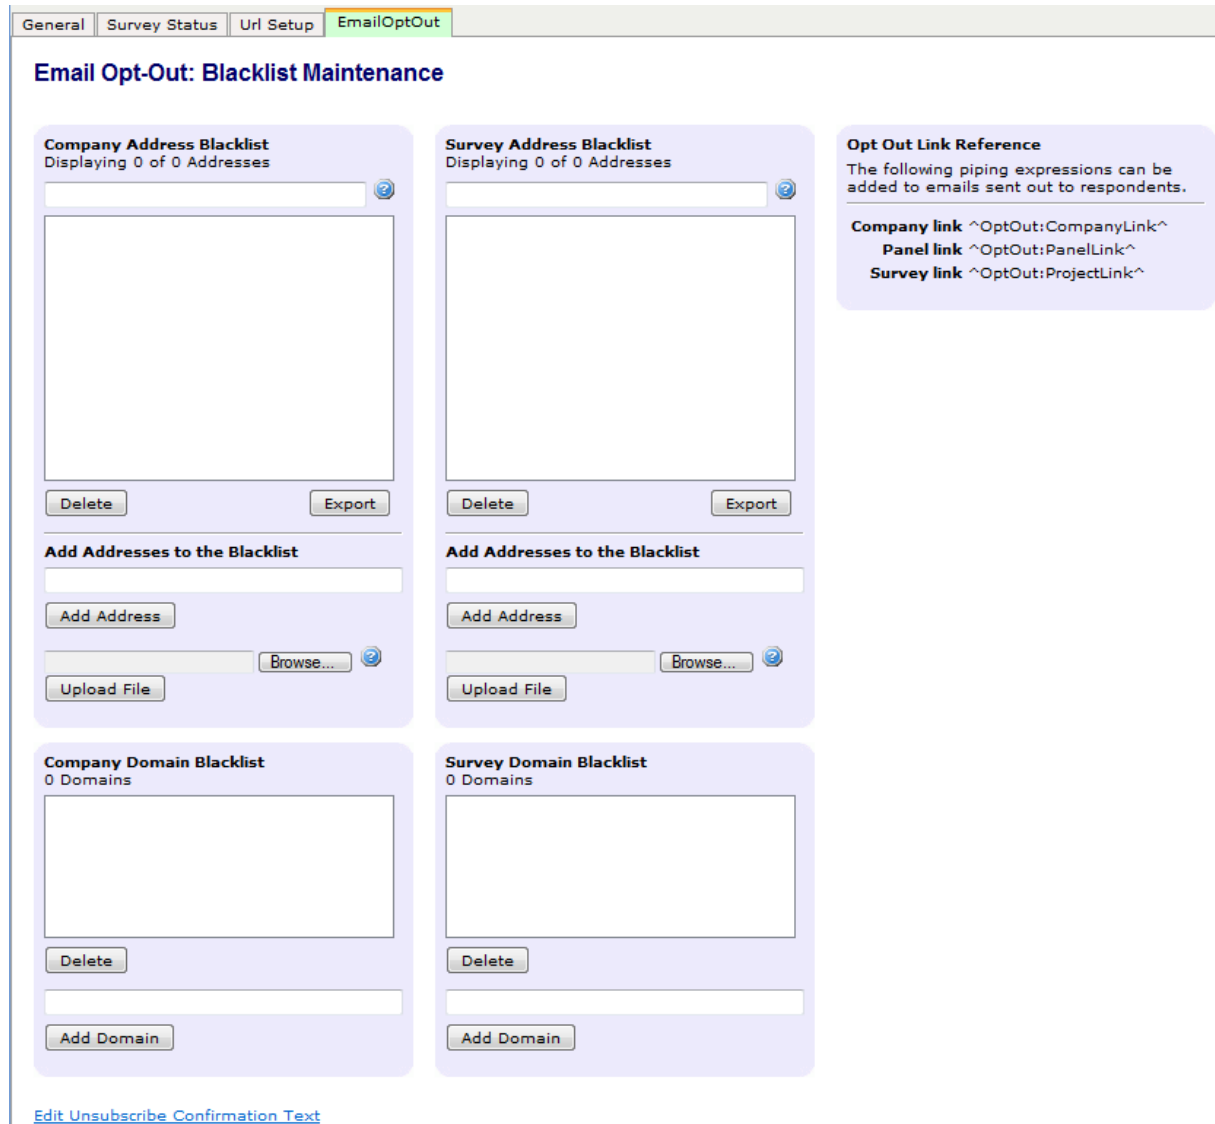 General
Survey Status
Url Setup
EmailOptOut
Email Opt-Out: Blacklist Maintenance
Company Address Blacklist
Displaying 0 of 0 Addresses
?
Delete
Export
Add Addresses to the Blacklist
Add Address
Browse...
?
Upload File
Survey Address Blacklist
Displaying 0 of 0 Addresses
?
Delete
Export
Add Addresses to the Blacklist
Add Address
Browse...
?
Upload File
Opt Out Link Reference
The following piping expressions can be
added to emails sent out to respondents.
Company link ^OptOut:CompanyLink^
Panel link ^OptOut:PanelLink^
Survey link ^OptOut:ProjectLink^
Company Domain Blacklist
0 Domains
Delete
Add Domain
Survey Domain Blacklist
0 Domains
Delete
Add Domain
Edit Unsubscribe Confirmation Text